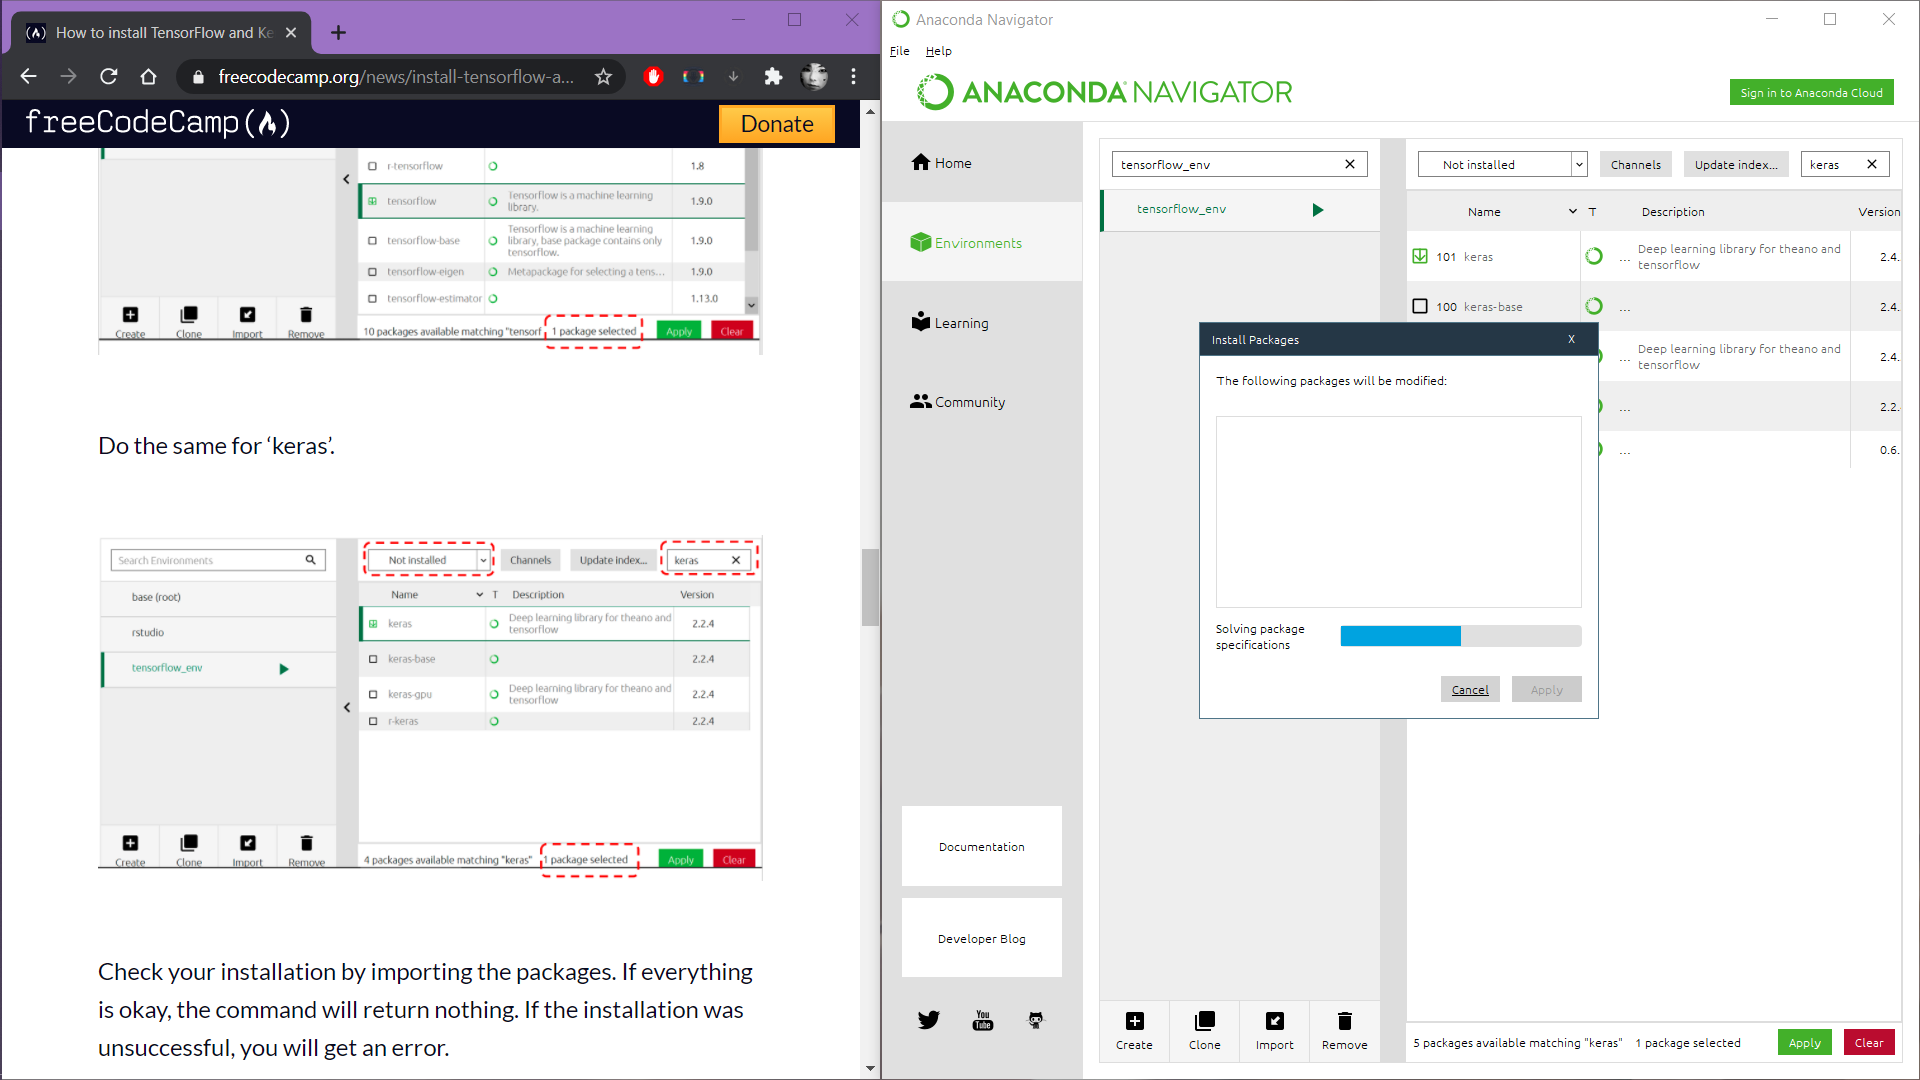 How to install TensorFlow and Ke
freecodecamp.org/news/install-tensorflow-a...
freeCodeCamp
Donate
r-tensorflow 1.8
tensorflow Tensorflow is a machine learning library. 1.9.0
tensorflow-base Tensorflow is a machine learning library, base package contains only tensorflow. 1.9.0
tensorflow-eigen Metapackage for selecting a tens... 1.9.0
tensorflow-estimator 1.13.0
Create Clone Import Remove
10 packages available matching "tensorf 1 package selected Apply Clear
Do the same for ‘keras’.
Search Environments Not installed Channels Update index... keras
base (root)
rstudio
tensorflow_env
Name T Description Version
keras Deep learning library for theano and tensorflow 2.2.4
keras-base 2.2.4
keras-gpu Deep learning library for theano and tensorflow 2.2.4
r-keras 2.2.4
Create Clone Import Remove
4 packages available matching "keras" 1 package selected Apply Clear
Check your installation by importing the packages. If everything
is okay, the command will return nothing. If the installation was
unsuccessful, you will get an error.
Anaconda Navigator
File Help
ANACONDA NAVIGATOR
Sign in to Anaconda Cloud
Home
Environments
Learning
Community
Documentation
Developer Blog
You Tube
tensorflow_env
tensorflow_env
Create Clone Import Remove
Not installed Channels Update index... keras
Name T Description Version
101 keras ... Deep learning library for theano and tensorflow 2.4.
100 keras-base ... 2.4.
... Deep learning library for theano and tensorflow 2.4.
... 2.2.
... 0.6.
Install Packages X
The following packages will be modified:
Solving package
specifications
Cancel Apply
5 packages available matching "keras" 1 package selected Apply Clear